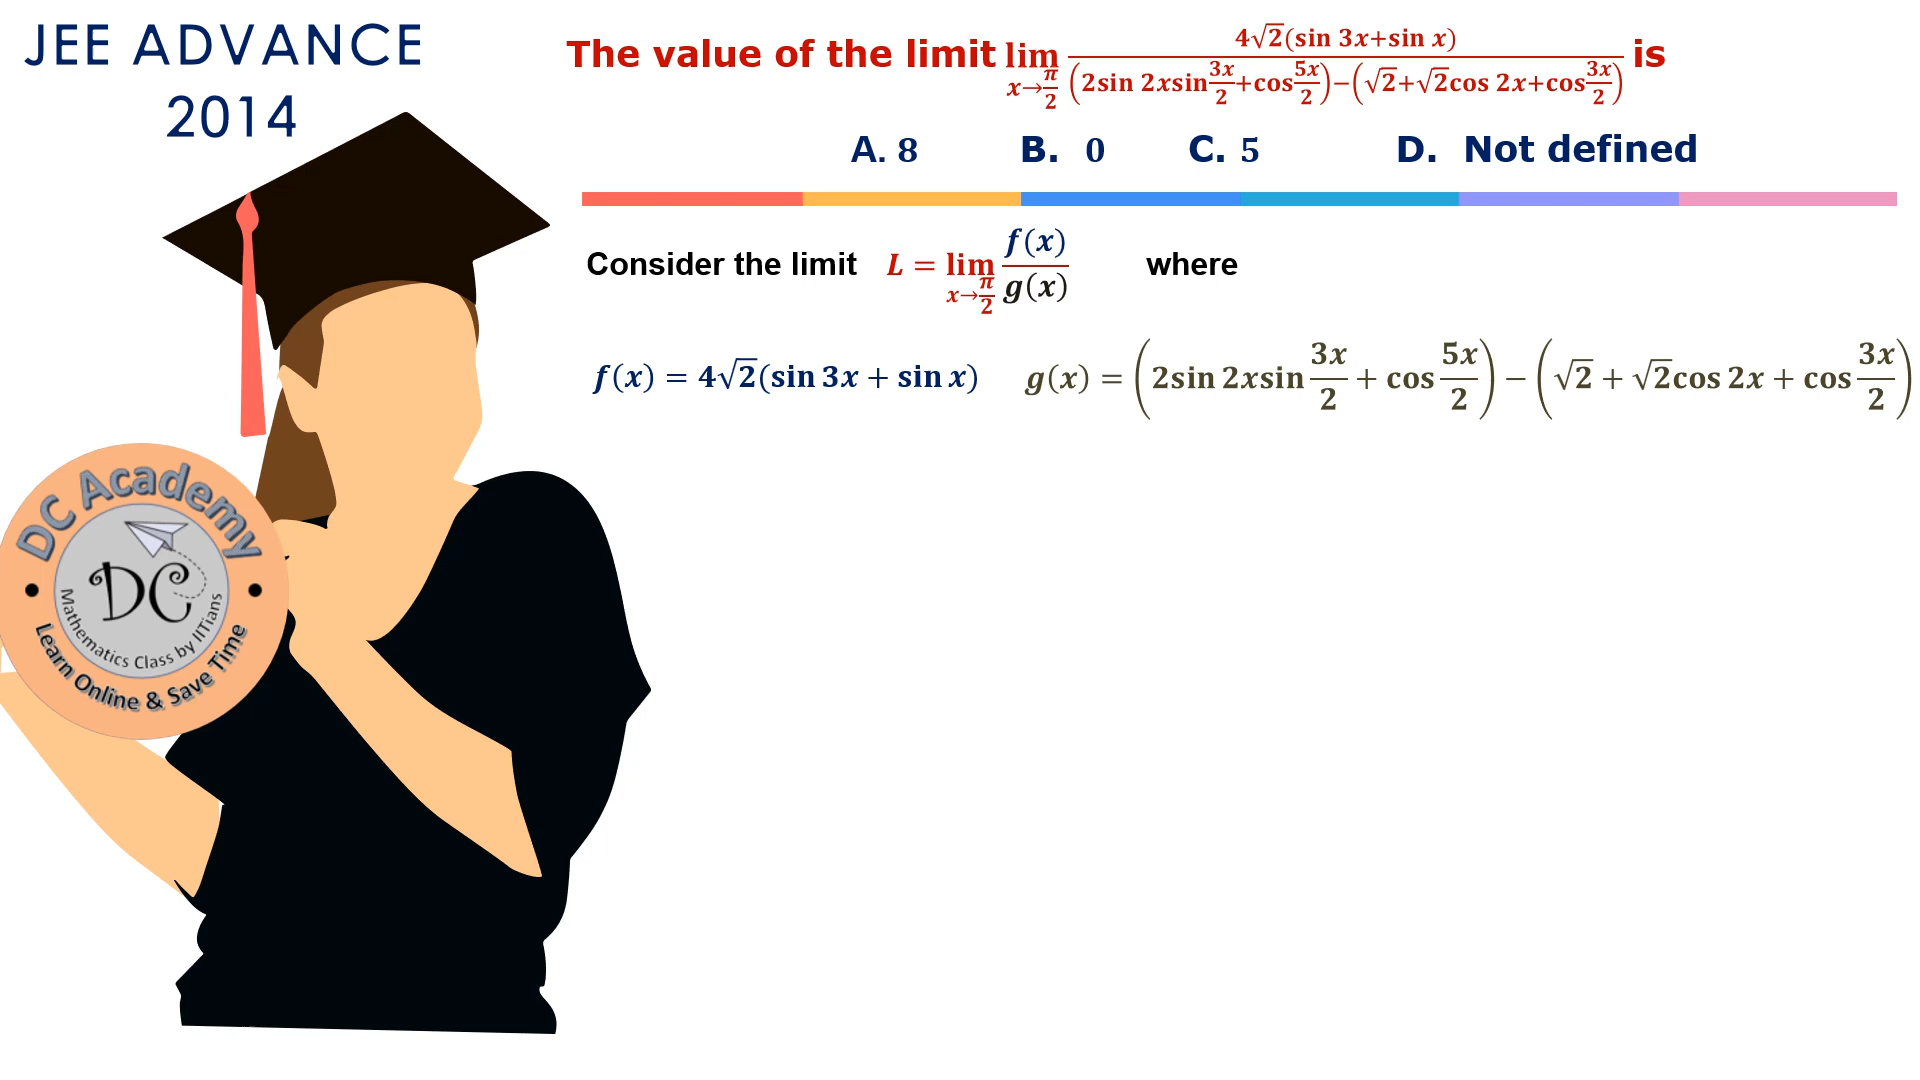 JEE ADVANCE
2014
The value of the limit lim x→π/2 4√2(sin 3x+sin x) / (2sin 2x sin 3x/2 + cos 5x/2) − (√2+√2cos 2x+cos 3x/2) is
A. 8 B. 0 C. 5 D. Not defined
Consider the limit L = lim x→π/2 f(x)/g(x) where
f(x) = 4√2(sin 3x + sin x) g(x) = (2sin 2x sin 3x/2 + cos 5x/2) − (√2 + √2cos 2x + cos 3x/2)
DC Academy
DC
Mathematics Class by IITians
Learn Online & Save Time